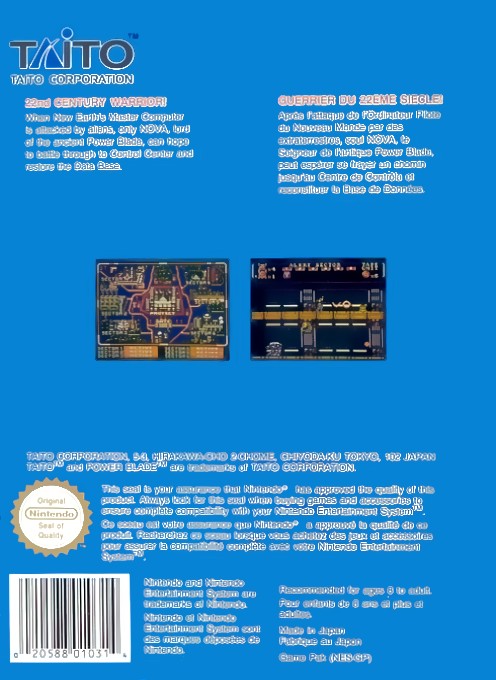 TAITO™
TAITO CORPORATION
22nd CENTURY WARRIOR!
When New Earth's Master Computer
is attacked by aliens, only NOVA, lord
of the ancient Power Blade, can hope
to battle through to Control Center and
restore the Data Base.
GUERRIER DU 22ÈME SIECLE!
Après l'attaque de l'Ordinateur Pilote
du Nouveau Monde par des
extraterrestres, seul NOVA, le
Seigneur de l'antique Power Blade,
peut espérer se frayer un chemin
jusqu'au Centre de Contrôlu et
reconstituer la Base de Données.
TAITO CORPORATION, 5-3, HIRAKAWA-CHO 2-CHOME, CHIYODA-KU TOKYO, 102 JAPAN
TAITO™ and POWER BLADE™ are trademarks of TAITO CORPORATION.
Original
Nintendo
Seal of
Quality
This seal is your assurance that Nintendo® has approved the quality of this
product. Always look for this seal when buying games and accessories to
ensure complete compatibility with your Nintendo Entertainment System™.
Ce sceau est votre assurance que Nintendo® a approuvé la qualité de ce
produit. Recherchez ce sceau lorsque vous achetez des jeux et accessoires
pour assurer la compatibilité complète avec votre Nintendo Entertainment
System™.
Nintendo and Nintendo
Entertainment System are
trademarks of Nintendo.
Nintendo et Nintendo
Entertainment System sont
des marques déposées de
Nintendo.
Recommended for ages 8 to adult.
Pour enfants de 8 ans et plus et
adultes.
Made in Japan
Fabrique au Japon
Game Pak (NES-GP)
0 20588 01031 4